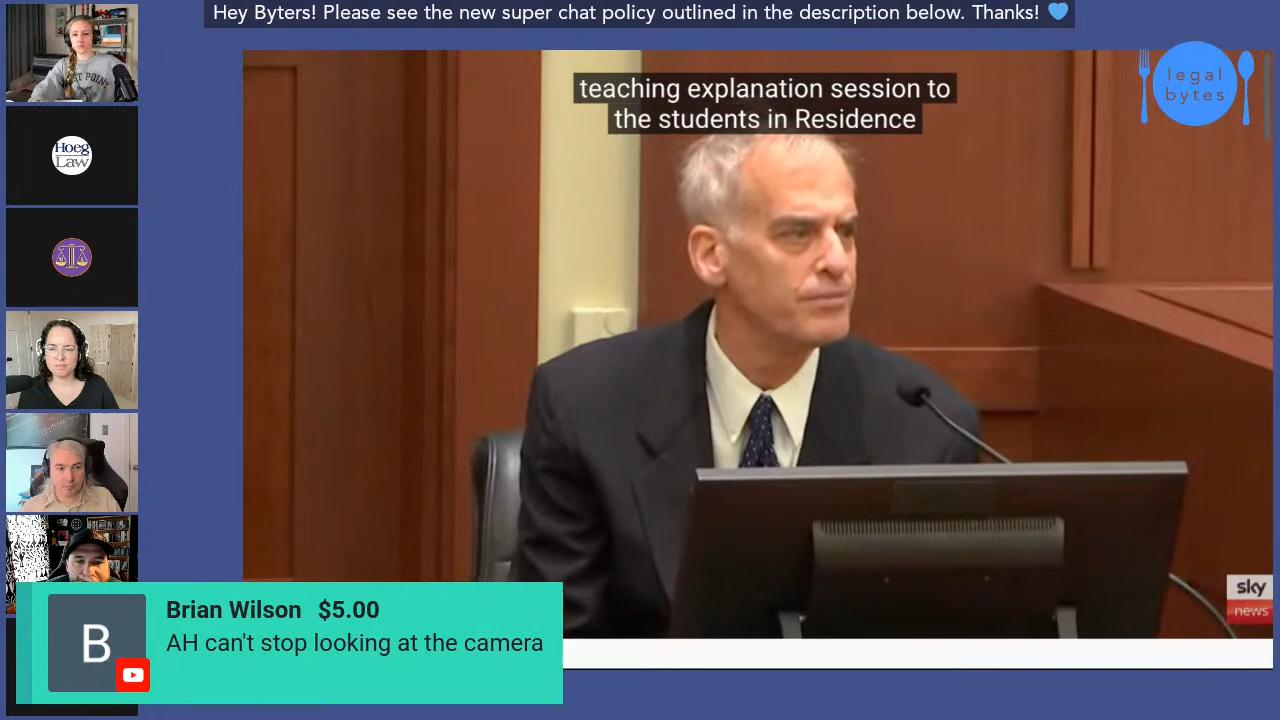 Hey Byters! Please see the new super chat policy outlined in the description below. Thanks! 💙
legal
bytes
teaching explanation session to
the students in Residence
Hoeg
Law
WEST POINT
sky
news
Brian Wilson $5.00
B
AH can't stop looking at the camera